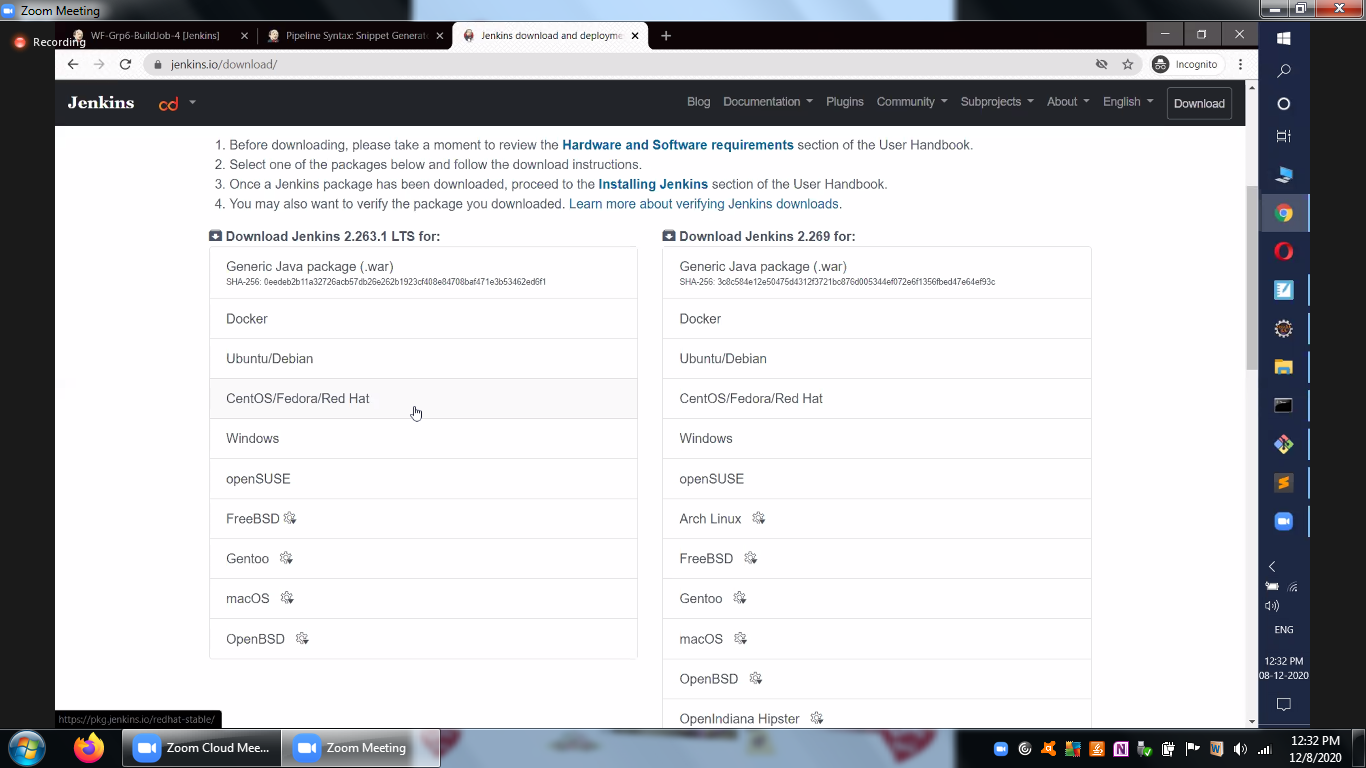 Zoom Meeting
Recording
WF-Grp6-BuildJob-4 [Jenkins]
Pipeline Syntax: Snippet Generat
Jenkins download and deployme
jenkins.io/download/
Incognito
Jenkins
cd
Blog
Documentation
Plugins
Community
Subprojects
About
English
Download
1. Before downloading, please take a moment to review the Hardware and Software requirements section of the User Handbook.
2. Select one of the packages below and follow the download instructions.
3. Once a Jenkins package has been downloaded, proceed to the Installing Jenkins section of the User Handbook.
4. You may also want to verify the package you downloaded. Learn more about verifying Jenkins downloads.
Download Jenkins 2.263.1 LTS for:
Generic Java package (.war)
SHA-256: 0eedeb2b11a32726acb57db26e262b1923cf408e84708baf471e3b53462ed6f1
Docker
Ubuntu/Debian
CentOS/Fedora/Red Hat
Windows
openSUSE
FreeBSD
Gentoo
macOS
OpenBSD
Download Jenkins 2.269 for:
Generic Java package (.war)
SHA-256: 3c8c584e12e50475d4312f3721bc876d005344ef072e6f1356fbed47e64ef93c
Docker
Ubuntu/Debian
CentOS/Fedora/Red Hat
Windows
openSUSE
Arch Linux
FreeBSD
Gentoo
macOS
OpenBSD
OpenIndiana Hipster
https://pkg.jenkins.io/redhat-stable/
ENG
12:32 PM
08-12-2020
Zoom Cloud Mee...
Zoom Meeting
12:32 PM
12/8/2020